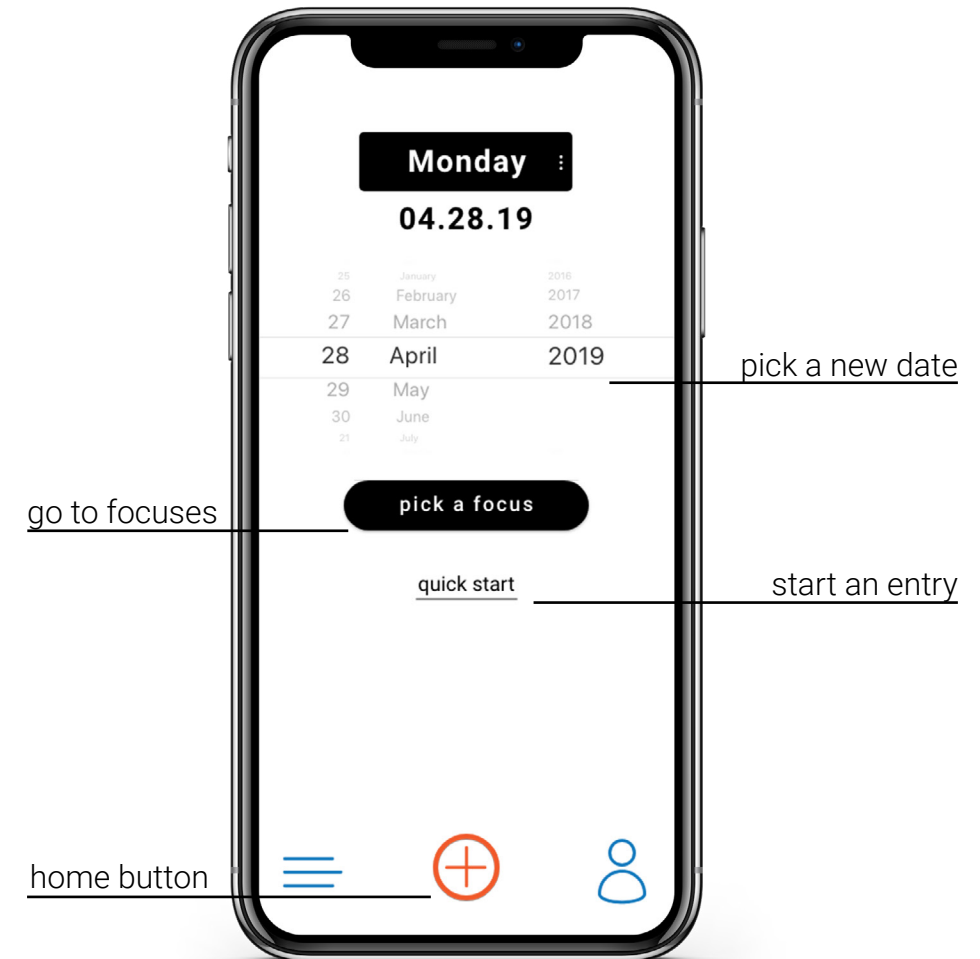 Monday
04.28.19
25 January 2016
26 February 2017
27 March 2018
28 April 2019
pick a new date
29 May
30 June
21 July
go to focuses
pick a focus
quick start
start an entry
home button